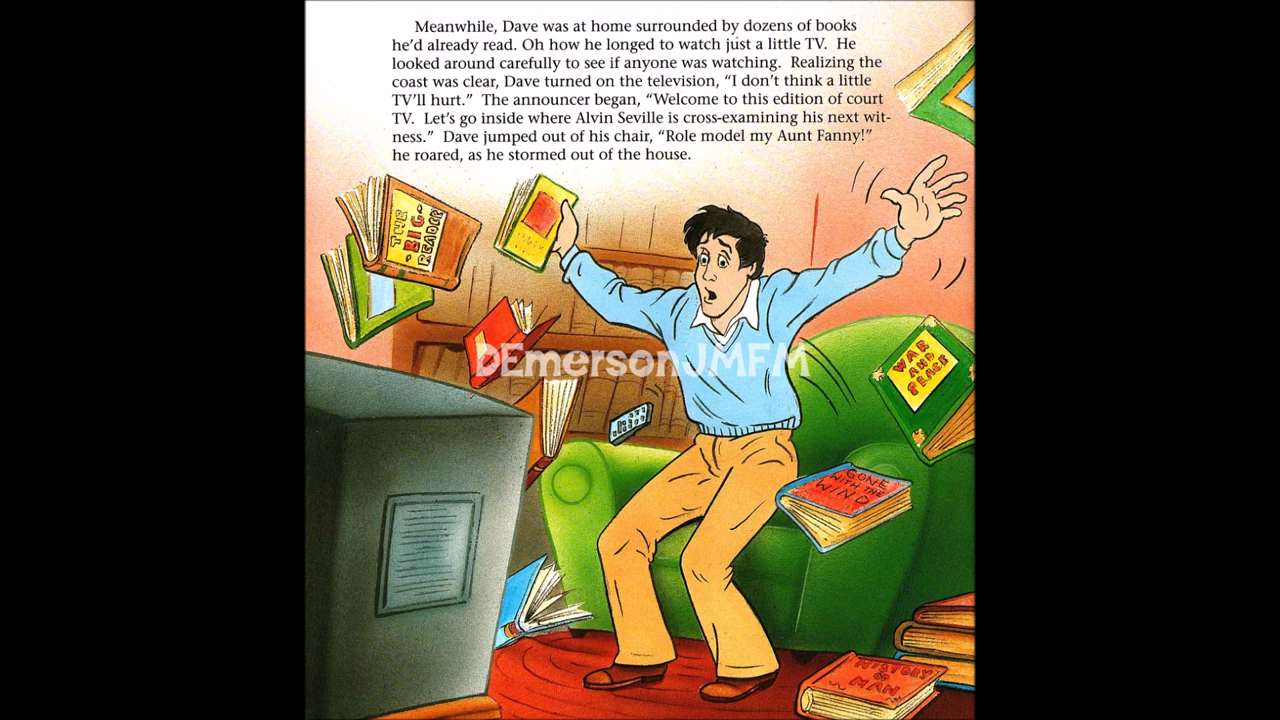 Meanwhile, Dave was at home surrounded by dozens of books
he'd already read. Oh how he longed to watch just a little TV. He
looked around carefully to see if anyone was watching. Realizing the
coast was clear, Dave turned on the television, “I don't think a little
TV'll hurt.” The announcer began, “Welcome to this edition of court
TV. Let's go inside where Alvin Seville is cross-examining his next wit-
ness.” Dave jumped out of his chair, “Role model my Aunt Fanny!”
he roared, as he stormed out of the house.
THE
BIG
READER
DEmersonJMFM
WAR
AND
PEACE
GONE
WITH THE
WIND
HISTORY
OF
MAN